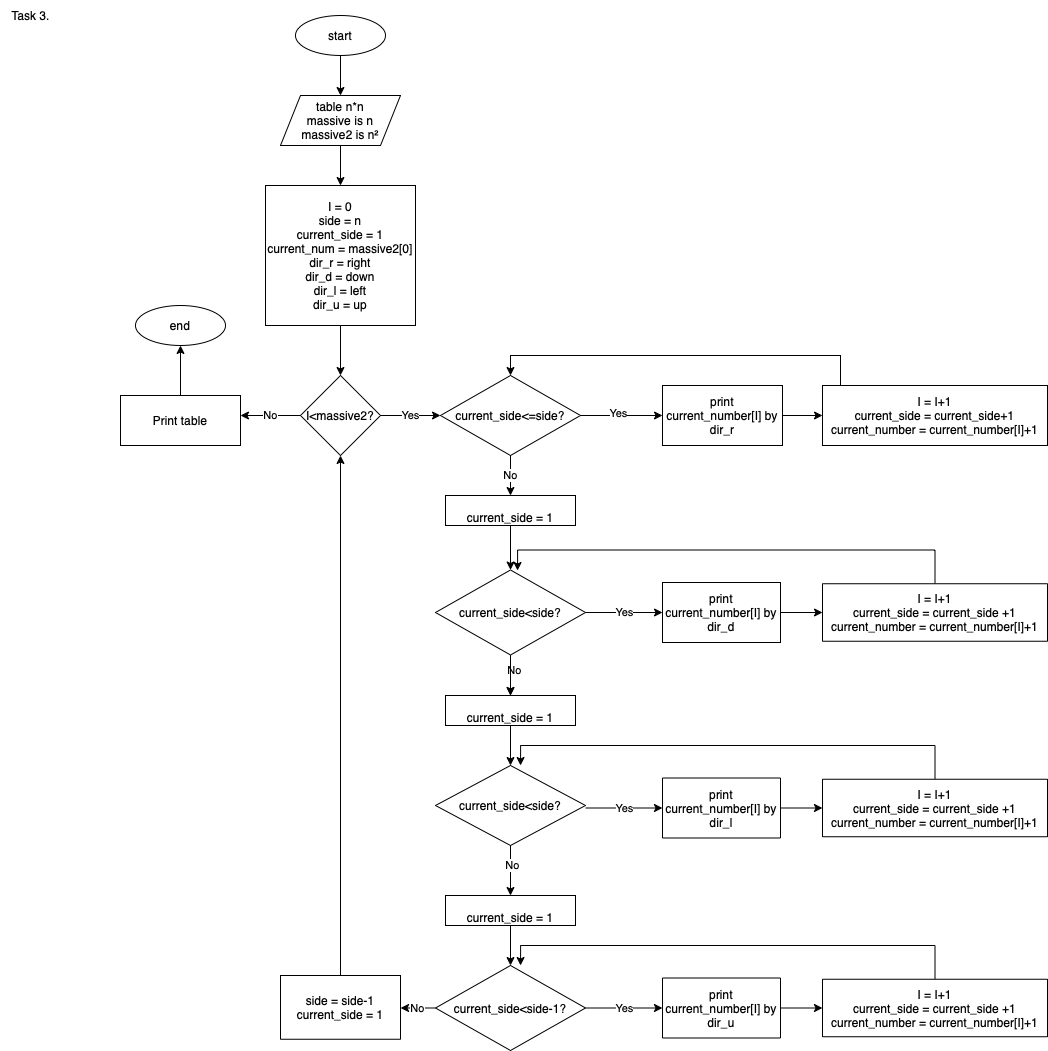 Task 3.
start
table n*n
massive is n
massive2 is n²
I = 0
side = n
current_side = 1
current_num = massive2[0]
dir_r = right
dir_d = down
dir_l = left
dir_u = up
end
Print table
No
I<massive2?
Yes
current_side<=side?
Yes
print
current_number[I] by
dir_r
I = I+1
current_side = current_side+1
current_number = current_number[I]+1
No
current_side = 1
current_side<side?
Yes
print
current_number[I] by
dir_d
I = I+1
current_side = current_side +1
current_number = current_number[I]+1
No
current_side = 1
current_side<side?
Yes
print
current_number[I] by
dir_l
I = I+1
current_side = current_side +1
current_number = current_number[I]+1
No
current_side = 1
side = side-1
current_side = 1
No
current_side<side-1?
Yes
print
current_number[I] by
dir_u
I = I+1
current_side = current_side +1
current_number = current_number[I]+1